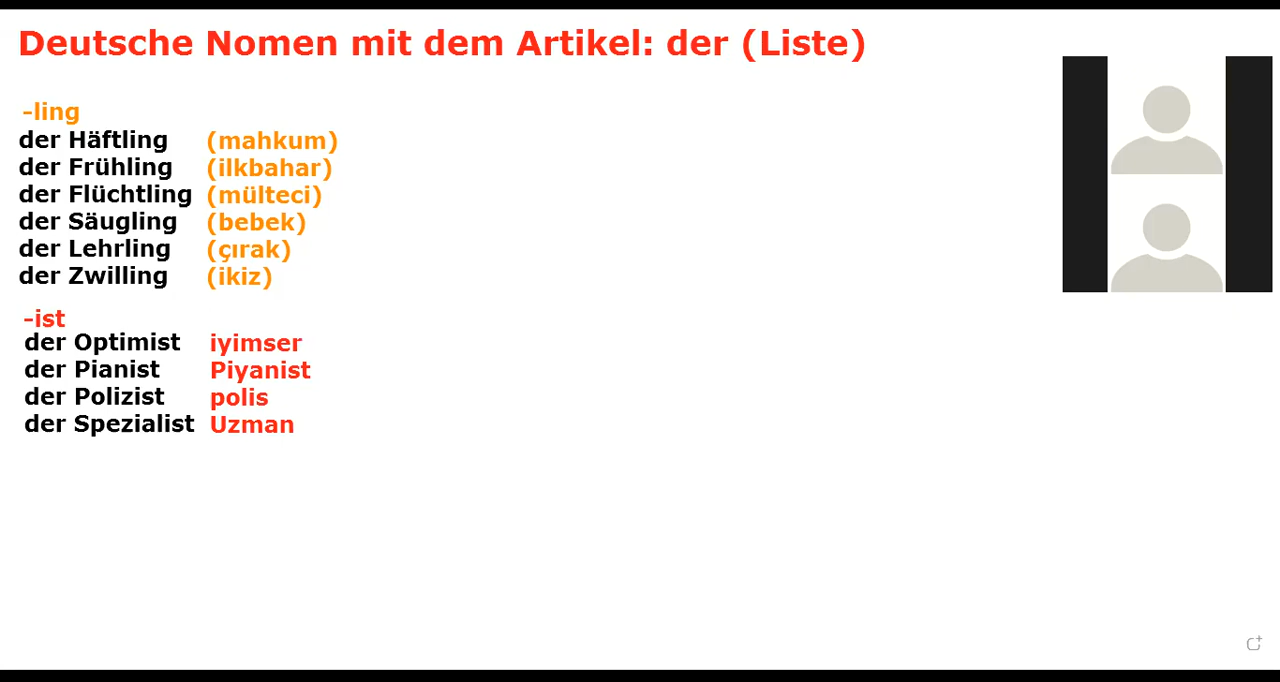 Deutsche Nomen mit dem Artikel: der (Liste)
-ling
der Häftling (mahkum)
der Frühling (ilkbahar)
der Flüchtling (mülteci)
der Säugling (bebek)
der Lehrling (çırak)
der Zwilling (ikiz)
-ist
der Optimist iyimser
der Pianist Piyanist
der Polizist polis
der Spezialist Uzman